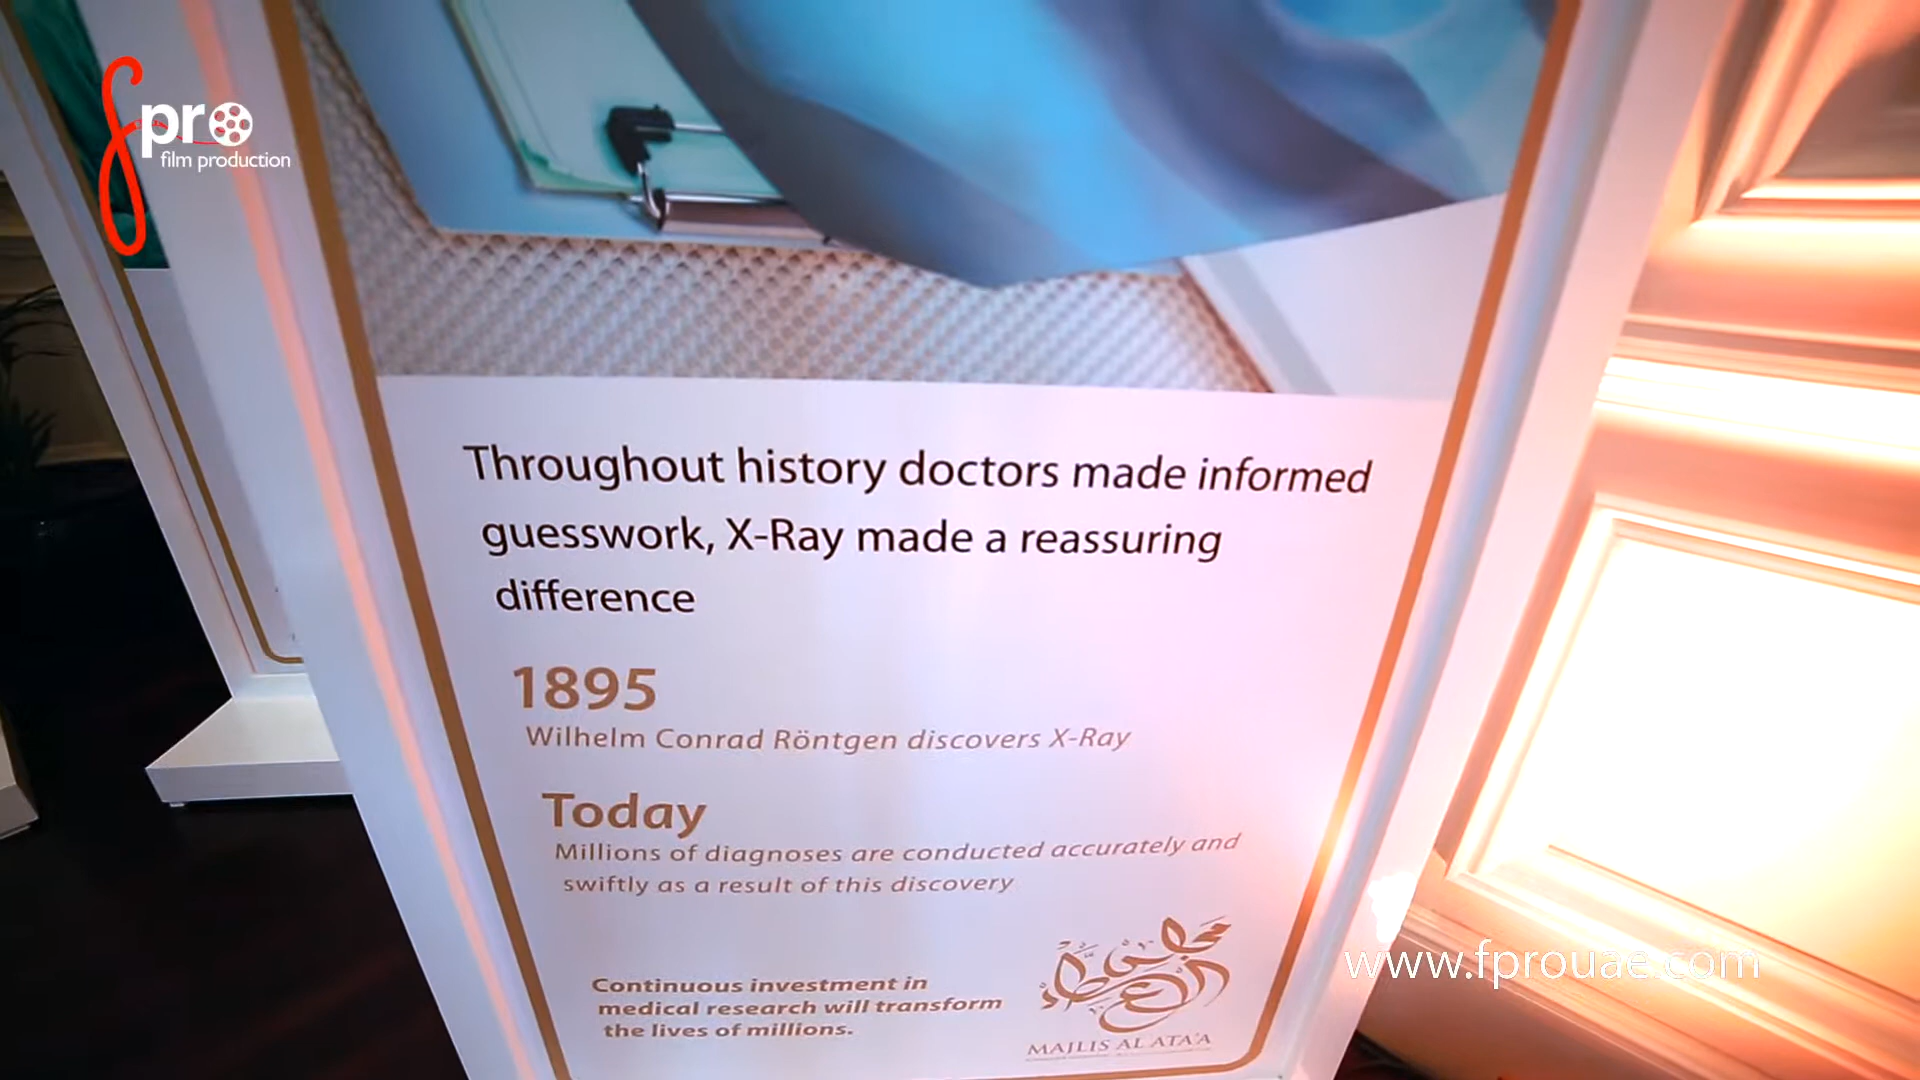 fpro
film production
Throughout history doctors made informed
guesswork, X-Ray made a reassuring
difference
1895
Wilhelm Conrad Röntgen discovers X-Ray
Today
Millions of diagnoses are conducted accurately and
swiftly as a result of this discovery
Continuous investment in
medical research will transform
the lives of millions.
مجلس العطاء
MAJLIS AL ATA'A
www.fprouae.com